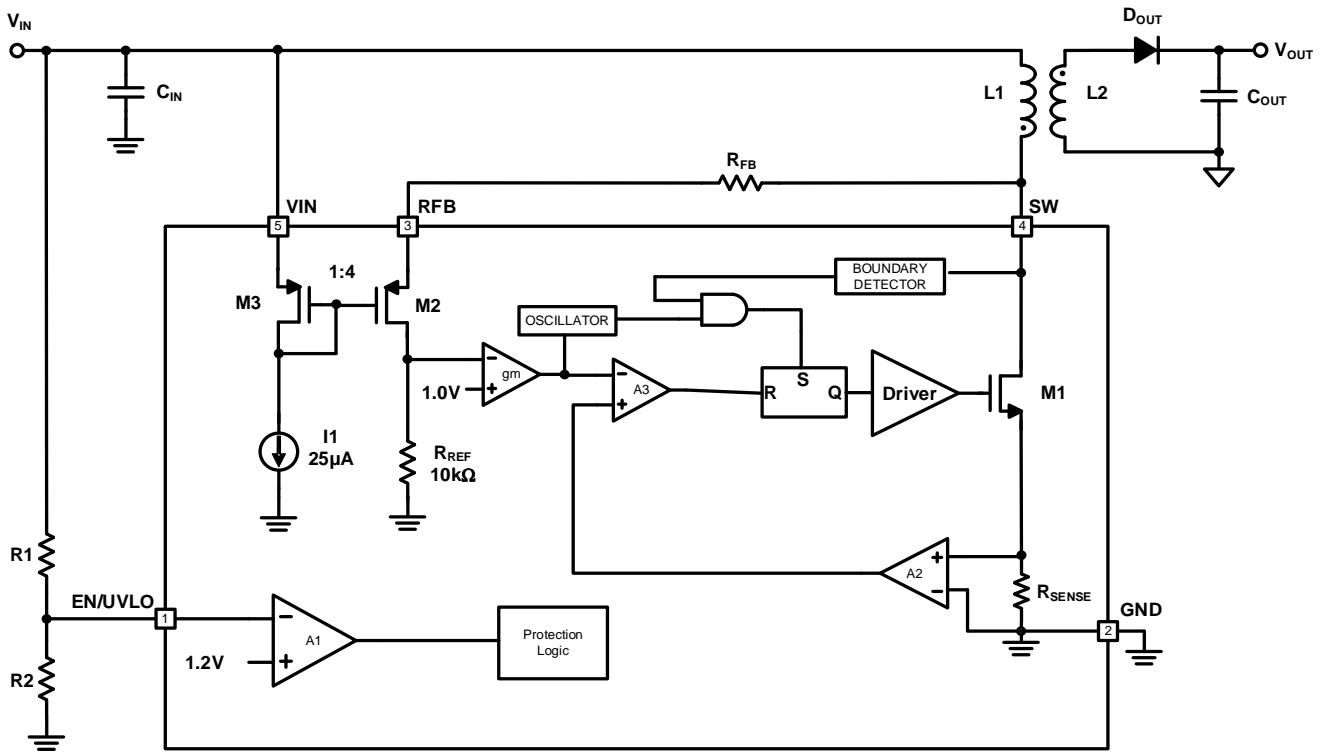 VIN
DOUT
VOUT
CIN
L1
L2
COUT
RFB
VIN
RFB
SW
5
3
4
1:4
BOUNDARY
DETECTOR
M3
M2
OSCILLATOR
gm
1.0V
A3
R
S
Q
Driver
M1
I1
25µA
RREF
10kΩ
R1
A2
RSENSE
EN/UVLO
1
GND
2
A1
1.2V
Protection
Logic
R2